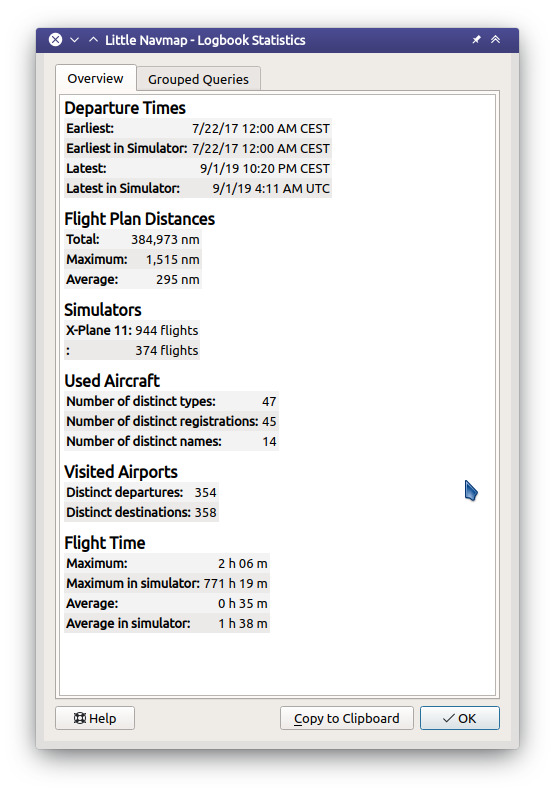 Little Navmap - Logbook Statistics
Overview Grouped Queries
Departure Times
Earliest: 7/22/17 12:00 AM CEST
Earliest in Simulator: 7/22/17 12:00 AM CEST
Latest: 9/1/19 10:20 PM CEST
Latest in Simulator: 9/1/19 4:11 AM UTC
Flight Plan Distances
Total: 384,973 nm
Maximum: 1,515 nm
Average: 295 nm
Simulators
X-Plane 11: 944 flights
: 374 flights
Used Aircraft
Number of distinct types: 47
Number of distinct registrations: 45
Number of distinct names: 14
Visited Airports
Distinct departures: 354
Distinct destinations: 358
Flight Time
Maximum: 2 h 06 m
Maximum in simulator: 771 h 19 m
Average: 0 h 35 m
Average in simulator: 1 h 38 m
Help Copy to Clipboard OK